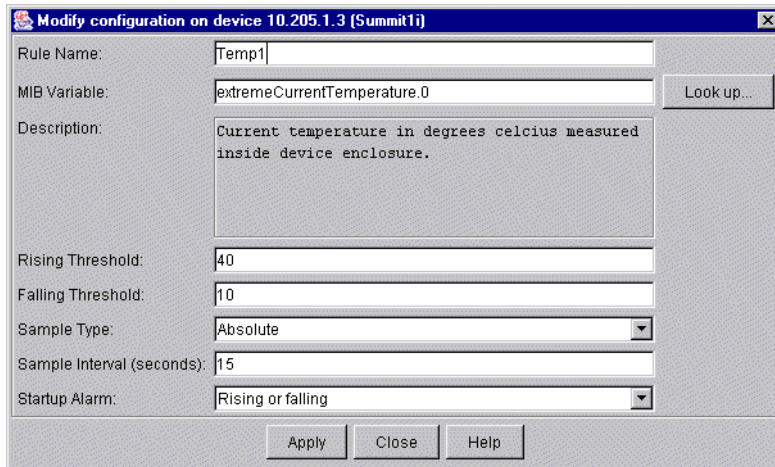 Modify configuration on device 10.205.1.3 (Summit1i)
Rule Name: Temp1
MIB Variable: extremeCurrentTemperature.0 Look up...
Description: Current temperature in degrees celcius measured
inside device enclosure.
Rising Threshold: 40
Falling Threshold: 10
Sample Type: Absolute
Sample Interval (seconds): 15
Startup Alarm: Rising or falling
Apply Close Help